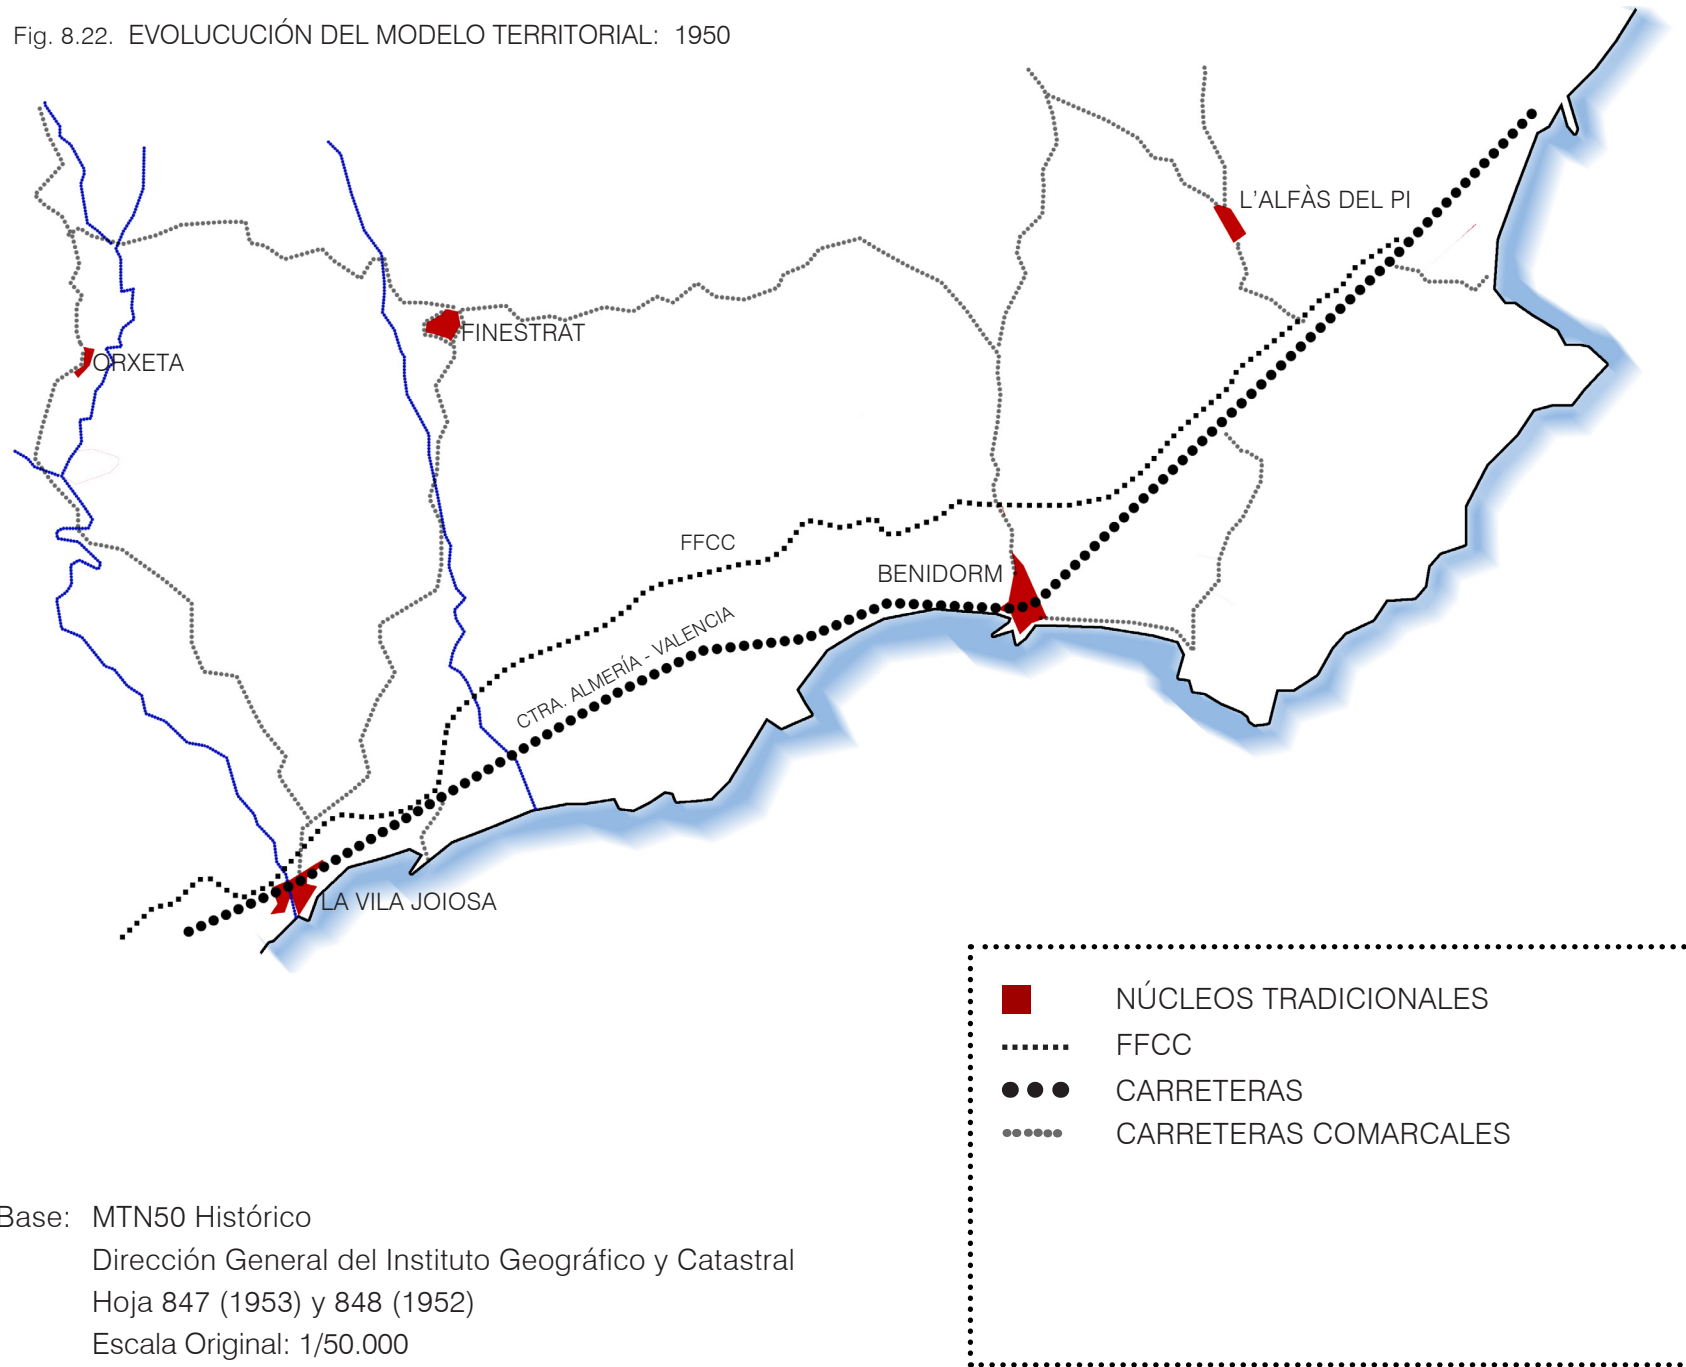 Fig. 8.22. EVOLUCUCIÓN DEL MODELO TERRITORIAL: 1950
L'ALFÀS DEL PI
FINESTRAT
ORXETA
FFCC
BENIDORM
CTRA. ALMERÍA - VALENCIA
LA VILA JOIOSA
NÚCLEOS TRADICIONALES
FFCC
CARRETERAS
CARRETERAS COMARCALES
Base: MTN50 Histórico
Dirección General del Instituto Geográfico y Catastral
Hoja 847 (1953) y 848 (1952)
Escala Original: 1/50.000